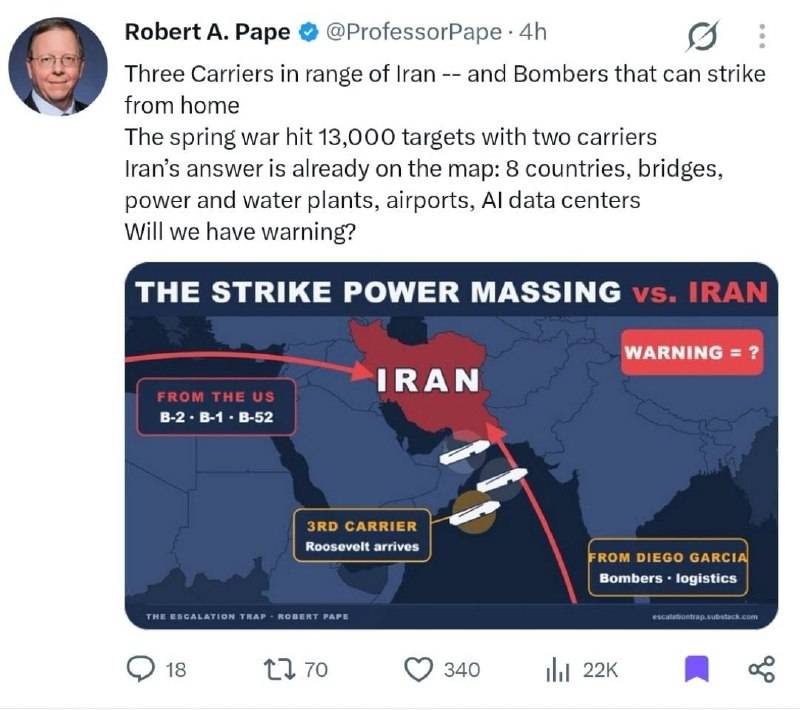 Robert A. Pape @ProfessorPape · 4h
Three Carriers in range of Iran -- and Bombers that can strike
from home
The spring war hit 13,000 targets with two carriers
Iran's answer is already on the map: 8 countries, bridges,
power and water plants, airports, AI data centers
Will we have warning?
THE STRIKE POWER MASSING vs. IRAN
WARNING = ?
IRAN
FROM THE US
B-2 · B-1 · B-52
3RD CARRIER
Roosevelt arrives
FROM DIEGO GARCIA
Bombers · logistics
THE ESCALATION TRAP · ROBERT PAPE
escalationtrap.substack.com
18
70
340
22K